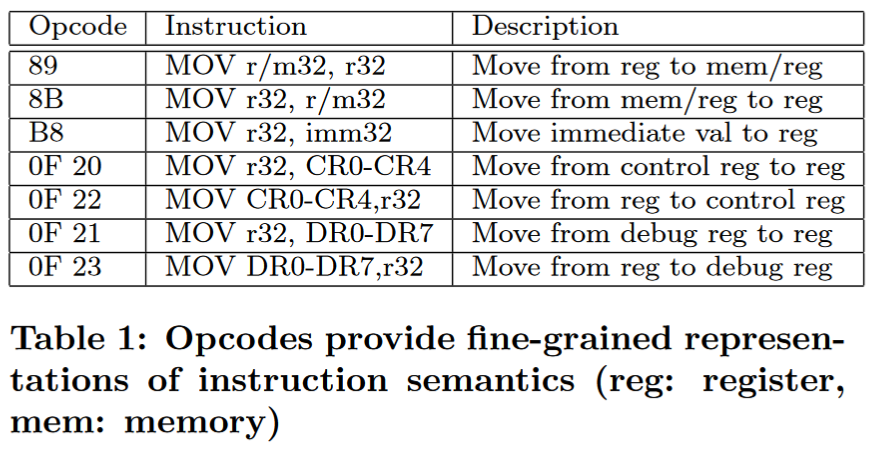 Opcode Instruction Description
89 MOV r/m32, r32 Move from reg to mem/reg
8B MOV r32, r/m32 Move from mem/reg to reg
B8 MOV r32, imm32 Move immediate val to reg
0F 20 MOV r32, CR0-CR4 Move from control reg to reg
0F 22 MOV CR0-CR4,r32 Move from reg to control reg
0F 21 MOV r32, DR0-DR7 Move from debug reg to reg
0F 23 MOV DR0-DR7,r32 Move from reg to debug reg
Table 1: Opcodes provide fine-grained represen-
tations of instruction semantics (reg: register,
mem: memory)